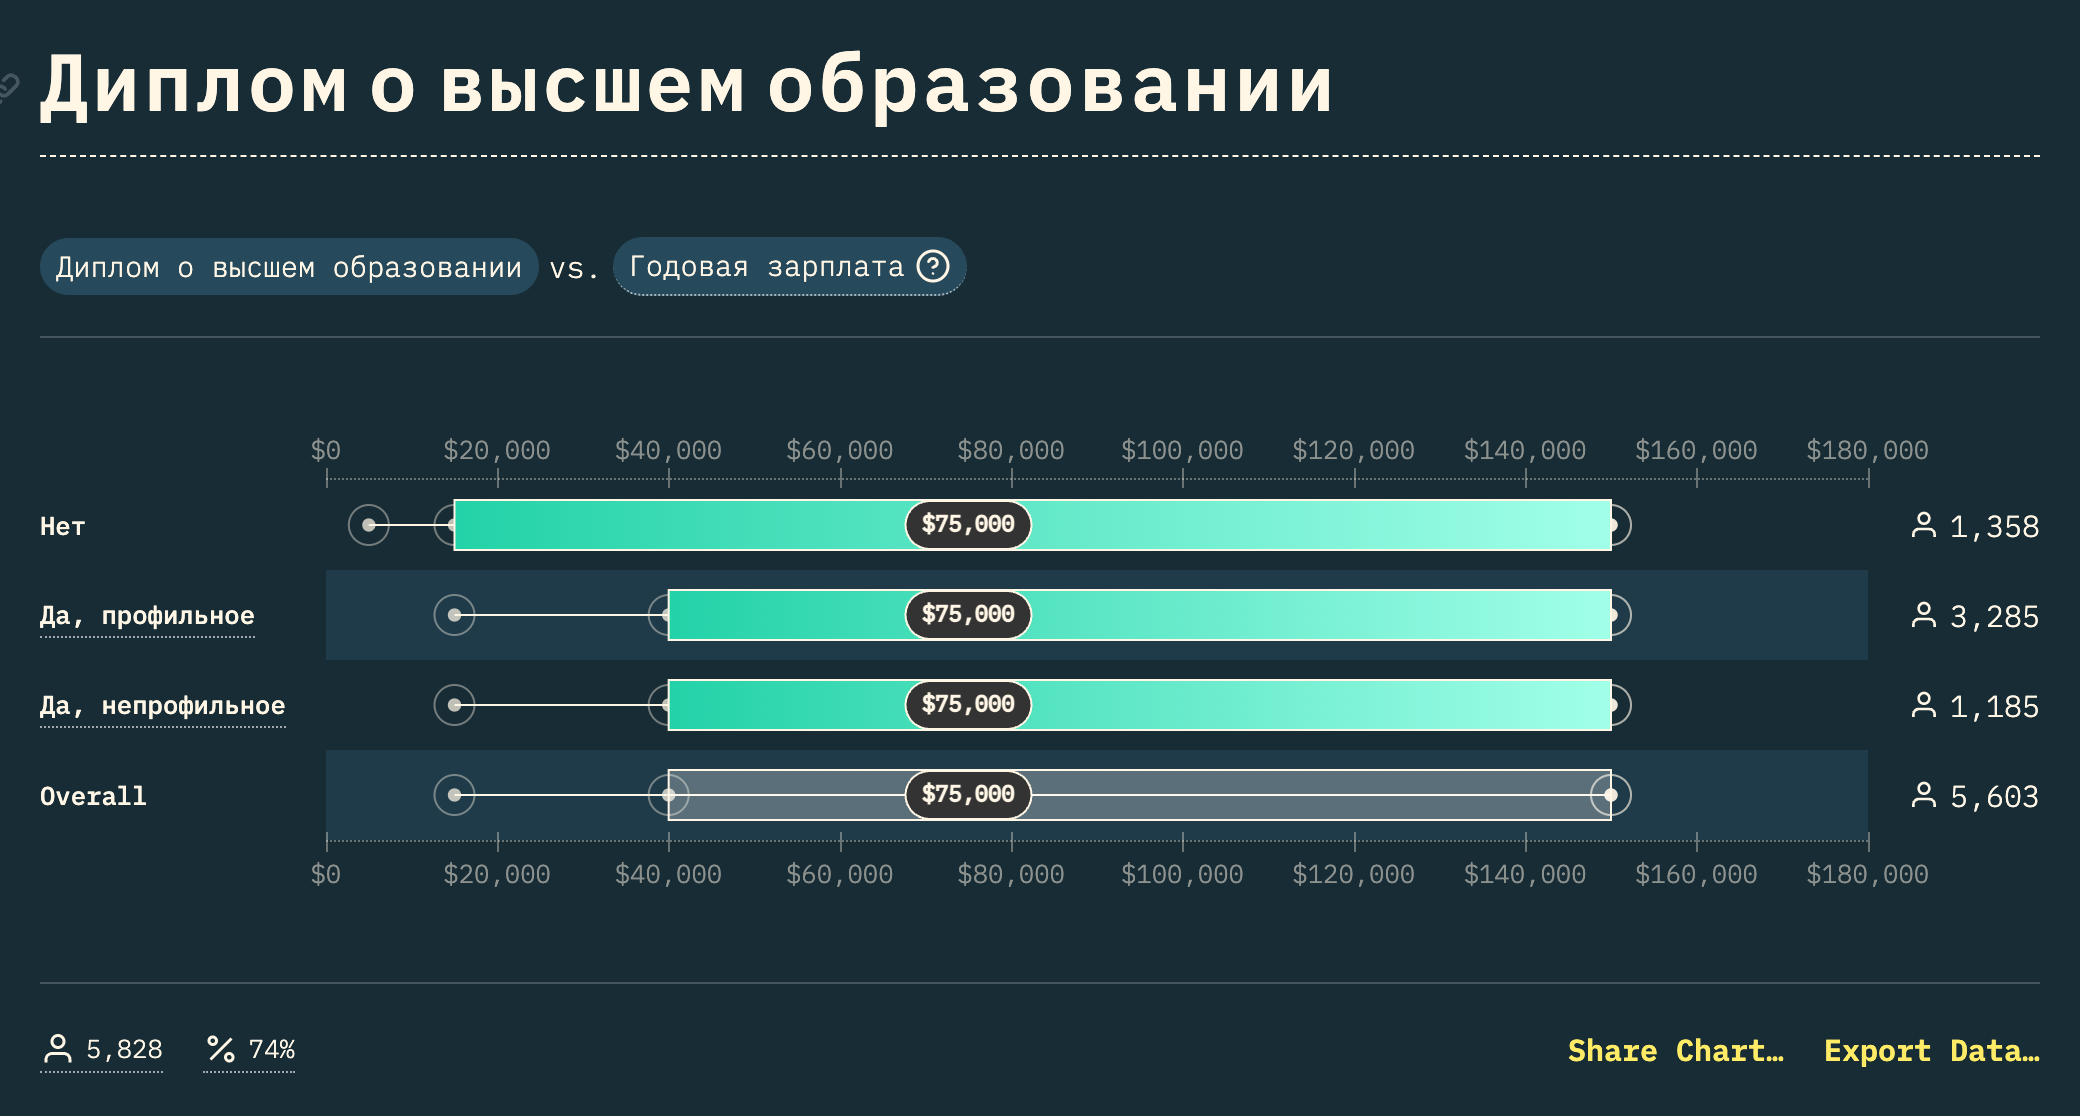 Диплом о высшем образовании
Диплом о высшем образовании vs. Годовая зарплата ?
$0 $20,000 $40,000 $60,000 $80,000 $100,000 $120,000 $140,000 $160,000 $180,000
Нет $75,000 1,358
Да, профильное $75,000 3,285
Да, непрофильное $75,000 1,185
Overall $75,000 5,603
$0 $20,000 $40,000 $60,000 $80,000 $100,000 $120,000 $140,000 $160,000 $180,000
5,828 74% Share Chart… Export Data…